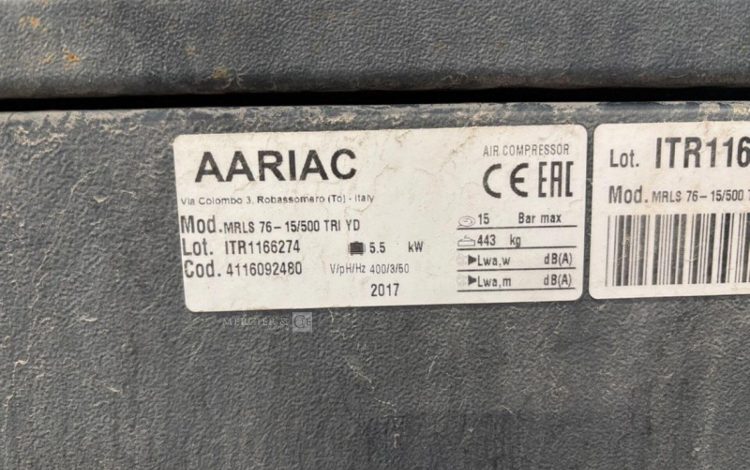 AARIAC
AIR COMPRESSOR
Via Colombo 3, Robassomero (To) - Italy
CE EAC
Mod. MRLS 76-15/500 TRI YD
15 Bar max
Lot. ITR1166274
5.5 kW
443 kg
Cod. 4116092480
V/pH/Hz 400/3/50
Lwa,w dB(A)
2017
Lwa,m dB(A)
Lot. ITR116
Mod. MRLS 76-15/500 T
MERCIER &